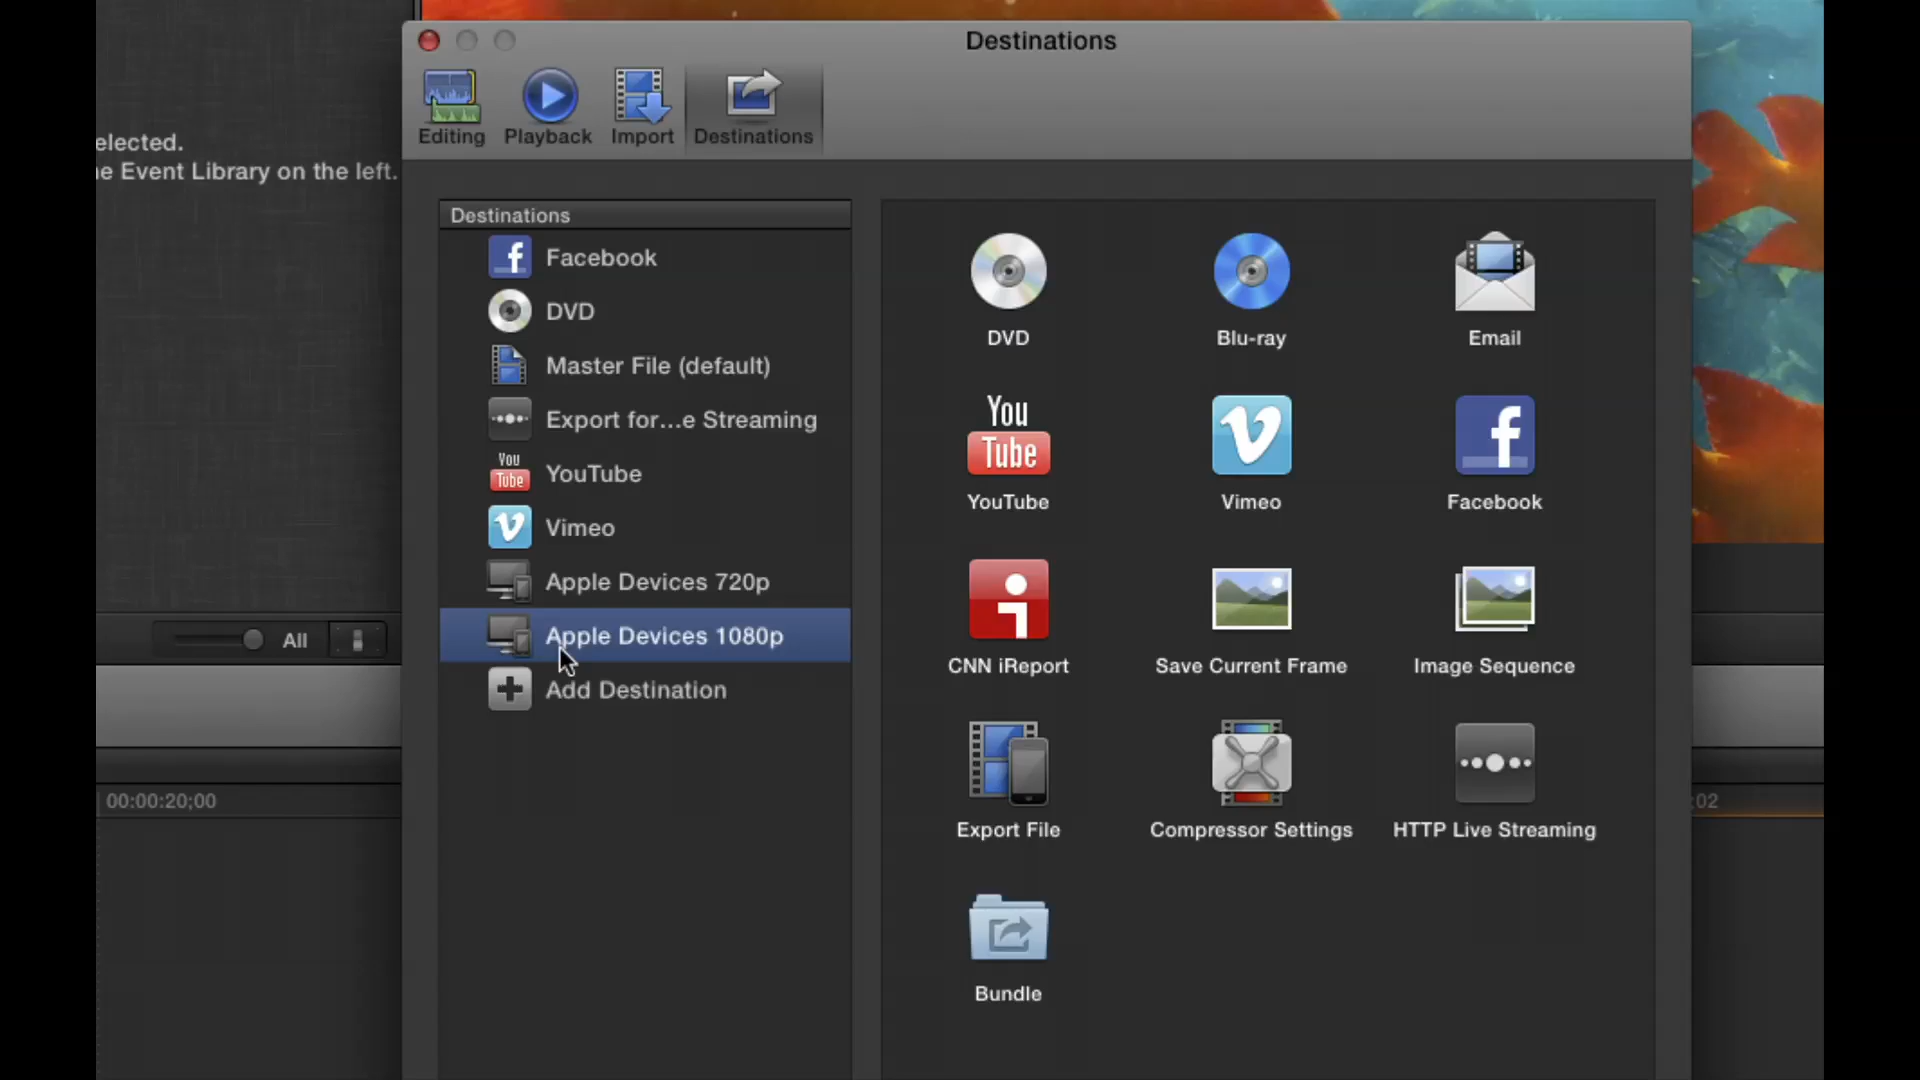 Destinations
Editing
Playback
Import
Destinations
elected.
e Event Library on the left.
Destinations
Facebook
DVD
Master File (default)
Export for...e Streaming
You
Tube
YouTube
Vimeo
Apple Devices 720p
Apple Devices 1080p
Add Destination
DVD
Blu-ray
Email
You
Tube
YouTube
Vimeo
Facebook
CNN iReport
Save Current Frame
Image Sequence
Export File
Compressor Settings
HTTP Live Streaming
Bundle
All
00:00:20;00
:02